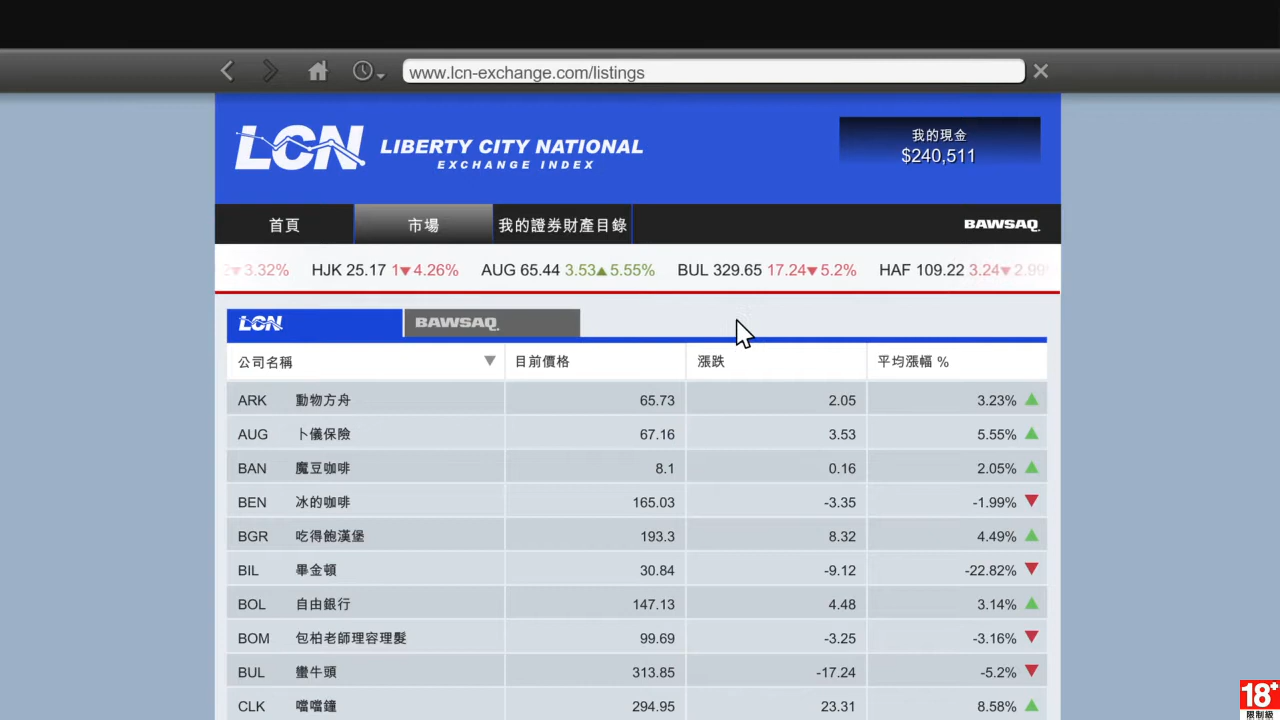 www.lcn-exchange.com/listings
LCN LIBERTY CITY NATIONAL
EXCHANGE INDEX
我的現金
$240,511
首頁 市場 我的證券財產目錄 BAWSAQ
▼3.32% HJK 25.17 1▼4.26% AUG 65.44 3.53▲5.55% BUL 329.65 17.24▼5.2% HAF 109.22 3.24▼2.99
LCN BAWSAQ
公司名稱 ▼ 目前價格 漲跌 平均漲幅 %
ARK 動物方舟 65.73 2.05 3.23% ▲
AUG 卜儀保險 67.16 3.53 5.55% ▲
BAN 魔豆咖啡 8.1 0.16 2.05% ▲
BEN 冰的咖啡 165.03 -3.35 -1.99% ▼
BGR 吃得飽漢堡 193.3 8.32 4.49% ▲
BIL 畢金頓 30.84 -9.12 -22.82% ▼
BOL 自由銀行 147.13 4.48 3.14% ▲
BOM 包柏老師理容理髮 99.69 -3.25 -3.16% ▼
BUL 蠻牛頭 313.85 -17.24 -5.2% ▼
CLK 噹噹鐘 294.95 23.31 8.58% ▲
18+
限制級